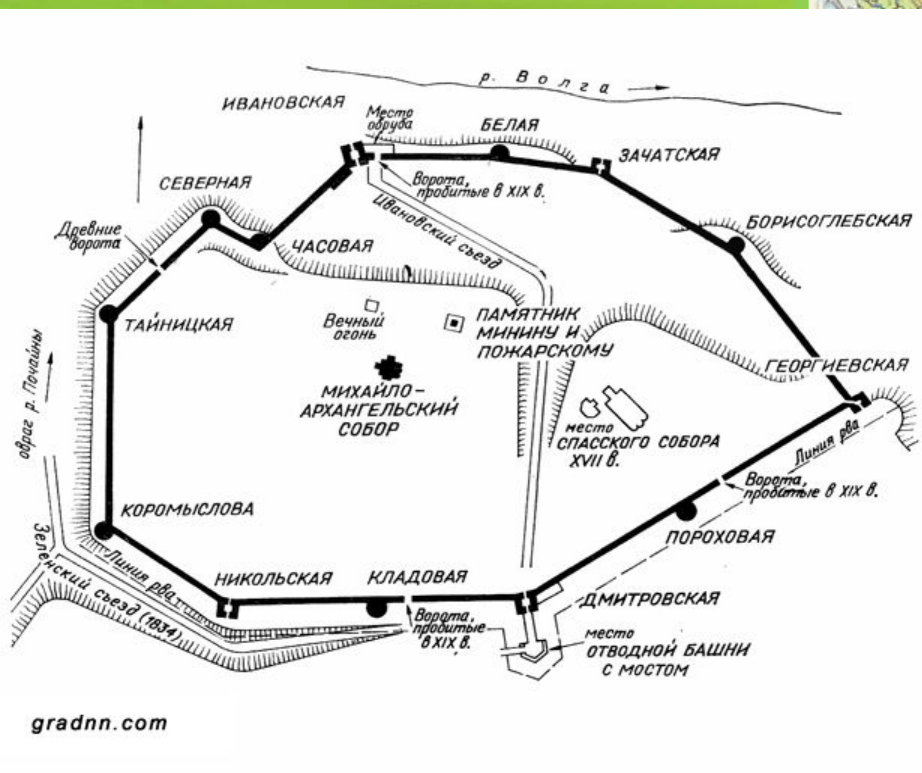 р. Волга
ИВАНОВСКАЯ
Место
обруба
БЕЛАЯ
ЗАЧАТСКАЯ
Ворота,
пробитые в XIX в.
СЕВЕРНАЯ
Ивановский съезд
БОРИСОГЛЕБСКАЯ
Древние
ворота
ЧАСОВАЯ
ТАЙНИЦКАЯ
Вечный
огонь
ПАМЯТНИК
МИНИНУ И
ПОЖАРСКОМУ
овраг р. Почайны
ГЕОРГИЕВСКАЯ
МИХАЙЛО-
АРХАНГЕЛЬСКИЙ
СОБОР
место
СПАССКОГО СОБОРА
XVII в.
Линия рва
Ворота,
пробитые в XIX в.
КОРОМЫСЛОВА
ПОРОХОВАЯ
Зеленский съезд (1834)
Линия рва
НИКОЛЬСКАЯ
КЛАДОВАЯ
ДМИТРОВСКАЯ
Ворота,
пробитые
в XIX в.
место
ОТВОДНОЙ БАШНИ
С МОСТОМ
gradnn.com